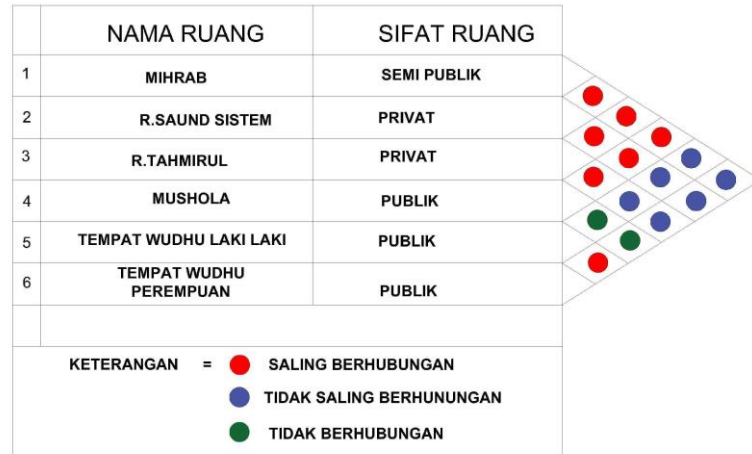 NAMA RUANG SIFAT RUANG
1 MIHRAB SEMI PUBLIK
2 R.SAUND SISTEM PRIVAT
3 R.TAHMIRUL PRIVAT
4 MUSHOLA PUBLIK
5 TEMPAT WUDHU LAKI LAKI PUBLIK
6 TEMPAT WUDHU
PEREMPUAN PUBLIK
KETERANGAN = SALING BERHUBUNGAN
TIDAK SALING BERHUNUNGAN
TIDAK BERHUBUNGAN